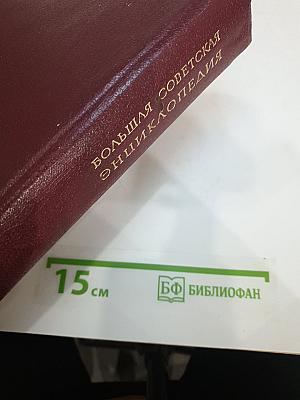 БОЛЬШАЯ СОВЕТСКАЯ
ЭНЦИКЛОПЕДИЯ
15 см
БФ БИБЛИОФАН